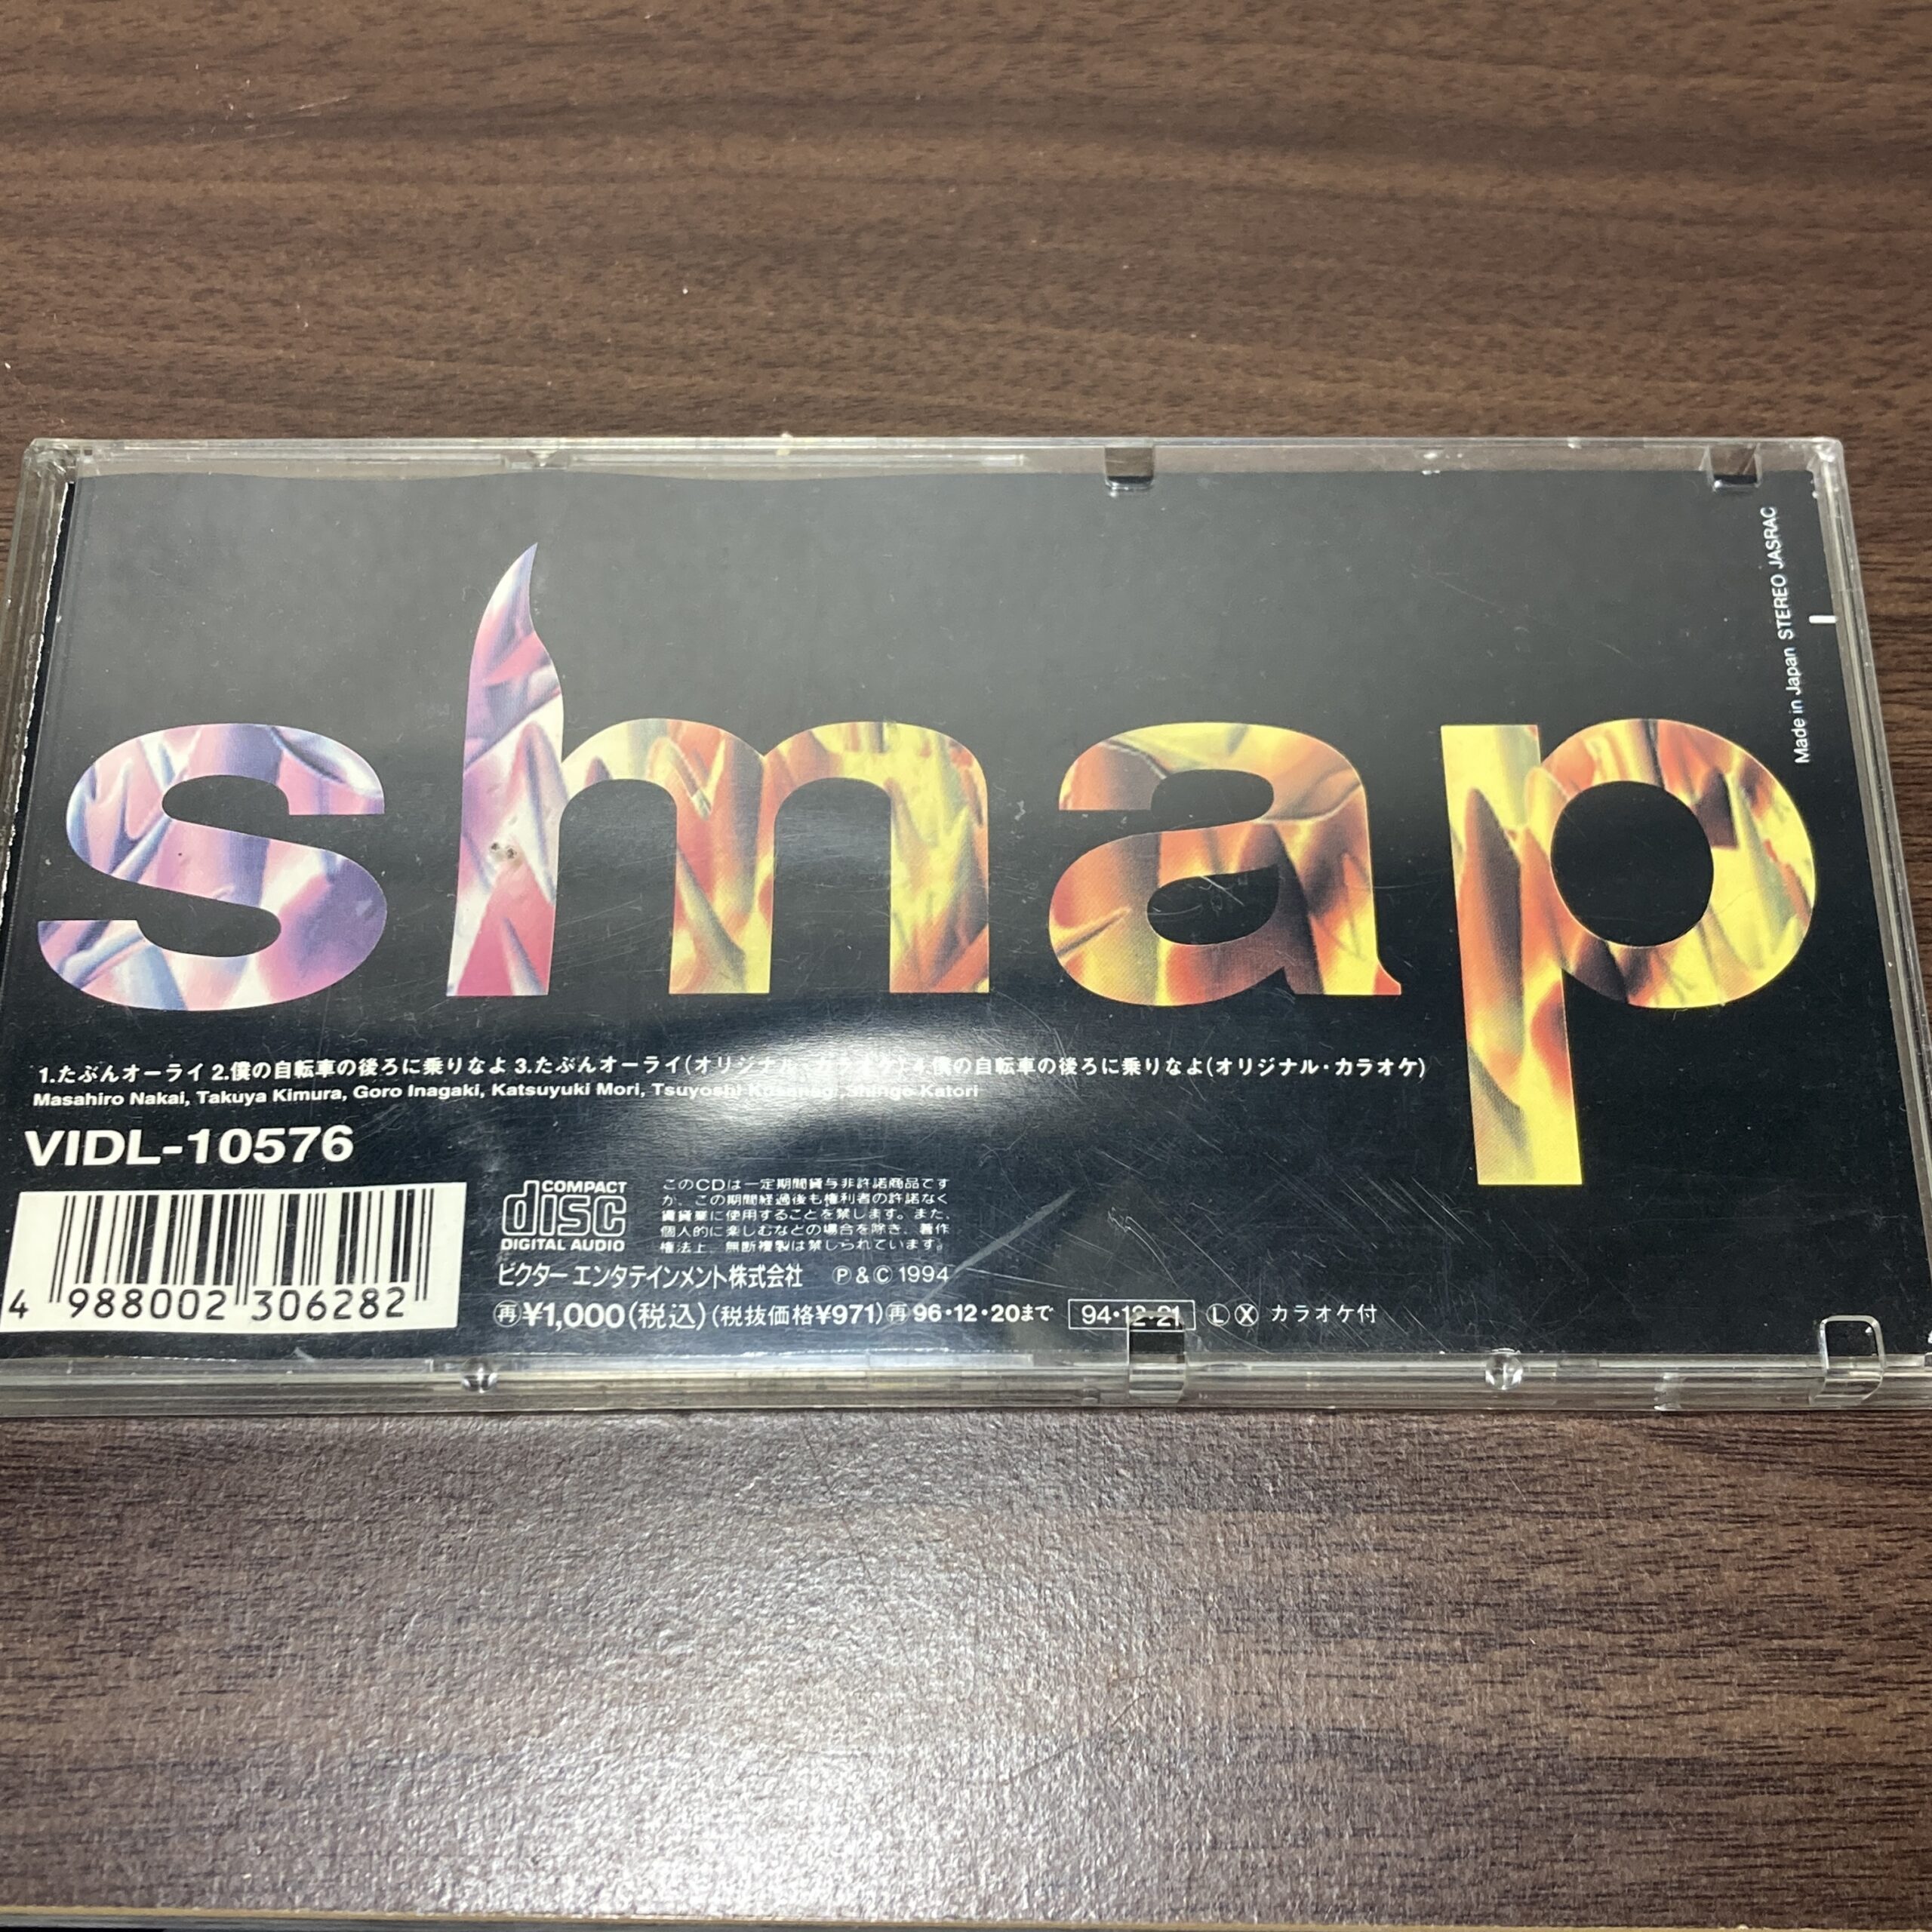 smap
Made in Japan STEREO JASRAC
1.たぶんオーライ 2.僕の自転車の後ろに乗りなよ 3.たぶんオーライ(オリジナル・カラオケ) 4.僕の自転車の後ろに乗りなよ(オリジナル・カラオケ)
Masahiro Nakai, Takuya Kimura, Goro Inagaki, Katsuyuki Mori, Tsuyoshi Kusanagi, Shingo Katori
VIDL-10576
4 988002 306282
COMPACT
disc
DIGITAL AUDIO
このCDは一定期間貸与非許諾商品です
が、この期間経過後も権利者の許諾なく
賃貸業に使用することを禁じます。また、
個人的に楽しむなどの場合を除き、著作
権法上、無断複製は禁じられています。
ビクターエンタテインメント株式会社 Ⓟ&Ⓒ 1994
㊢¥1,000(税込)(税抜価格¥971)再96・12・20まで 94・12・21 Ⓛ Ⓧ カラオケ付